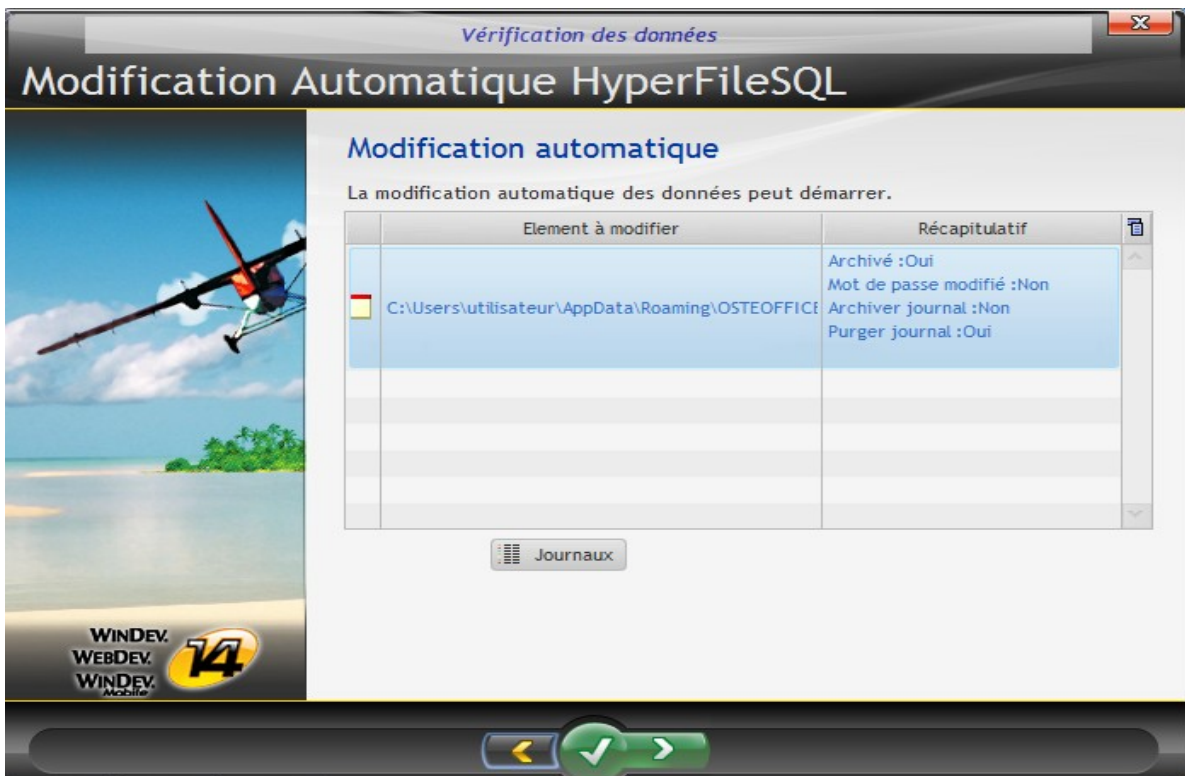 Vérification des données
Modification Automatique HyperFileSQL
Modification automatique
La modification automatique des données peut démarrer.
Element à modifier Récapitulatif
Archivé :Oui
Mot de passe modifié :Non
C:\Users\utilisateur\AppData\Roaming\OSTEOFFICE Archiver journal :Non
Purger journal :Oui
Journaux
WINDEV.
WEBDEV.
WINDEV.
Mobile
14